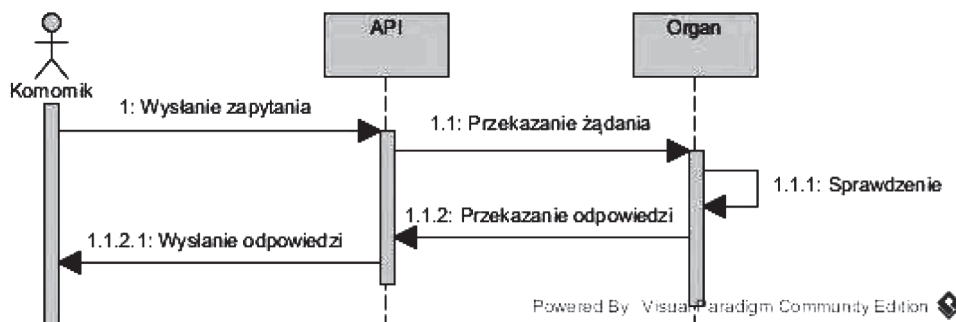 API
Organ
Komornik
1: Wysłanie zapytania
1.1: Przekazanie żądania
1.1.1: Sprawdzenie
1.1.2: Przekazanie odpowiedzi
1.1.2.1: Wysłanie odpowiedzi
Powered By Visual Paradigm Community Edition